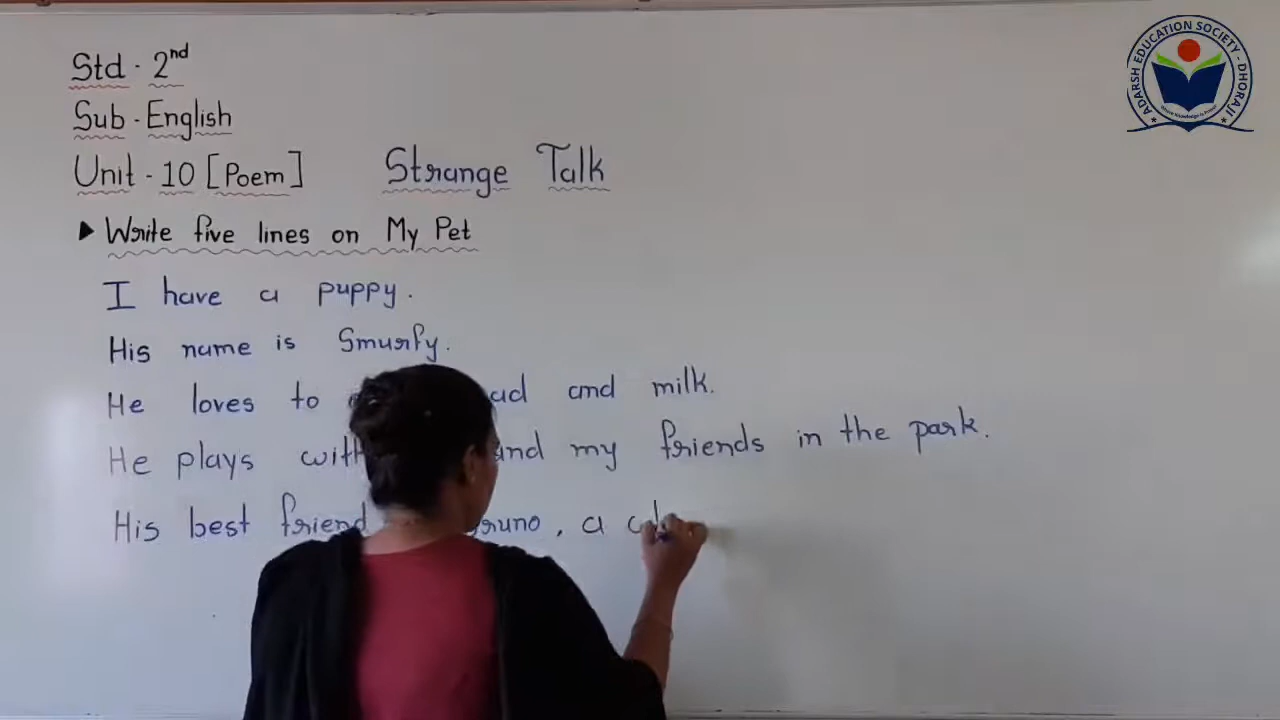 Std - 2nd
Sub - English
Unit - 10 [Poem] Strange Talk
▶ Write five lines on My Pet
I have a puppy.
His name is Smurfy.
He loves to and milk.
He plays and my friends in the park.
His best friend , a
ADARSH EDUCATION SOCIETY - DHORAJI